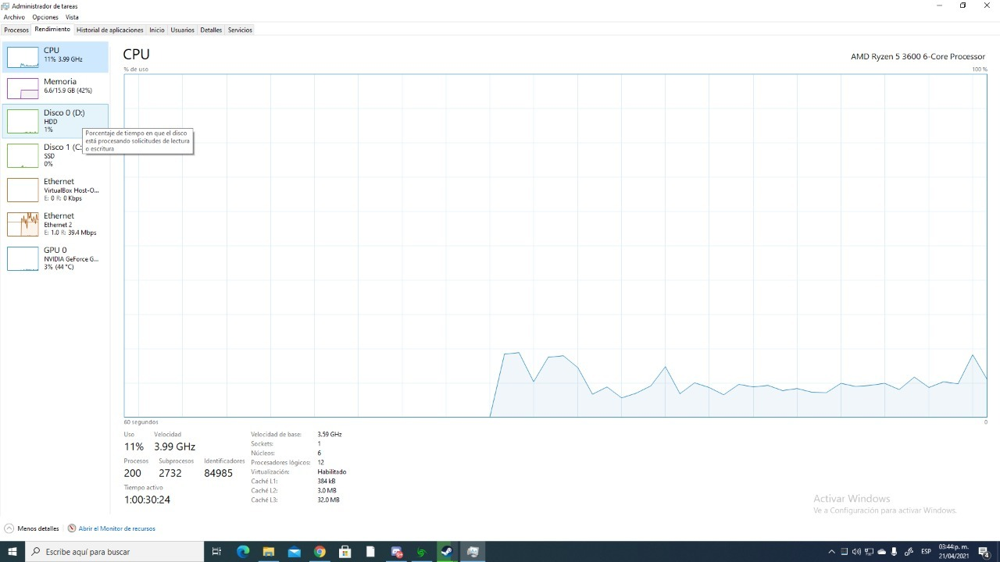 Administrador de tareas
Archivo Opciones Vista
Procesos Rendimiento Historial de aplicaciones Inicio Usuarios Detalles Servicios
CPU
11% 3.99 GHz
Memoria
6.6/15.9 GB (42%)
Disco 0 (D:)
HDD
1%
Porcentaje de tiempo en que el disco
está procesando solicitudes de lectura
o escritura
Disco 1 (C:
SSD
0%
Ethernet
VirtualBox Host-O...
E: 0 R: 0 Kbps
Ethernet
Ethernet 2
E: 1.0 R: 39.4 Mbps
GPU 0
NVIDIA GeForce G...
3% (44 °C)
CPU
AMD Ryzen 5 3600 6-Core Processor
% de uso
100 %
60 segundos
0
Uso Velocidad
11% 3.99 GHz
Procesos Subprocesos Identificadores
200 2732 84985
Tiempo activo
1:00:30:24
Velocidad de base: 3.59 GHz
Sockets: 1
Núcleos: 6
Procesadores lógicos: 12
Virtualización: Habilitado
Caché L1: 384 kB
Caché L2: 3.0 MB
Caché L3: 32.0 MB
Activar Windows
Ve a Configuración para activar Windows.
Menos detalles
Abrir el Monitor de recursos
Escribe aquí para buscar
ESP
03:44p. m.
21/04/2021
4